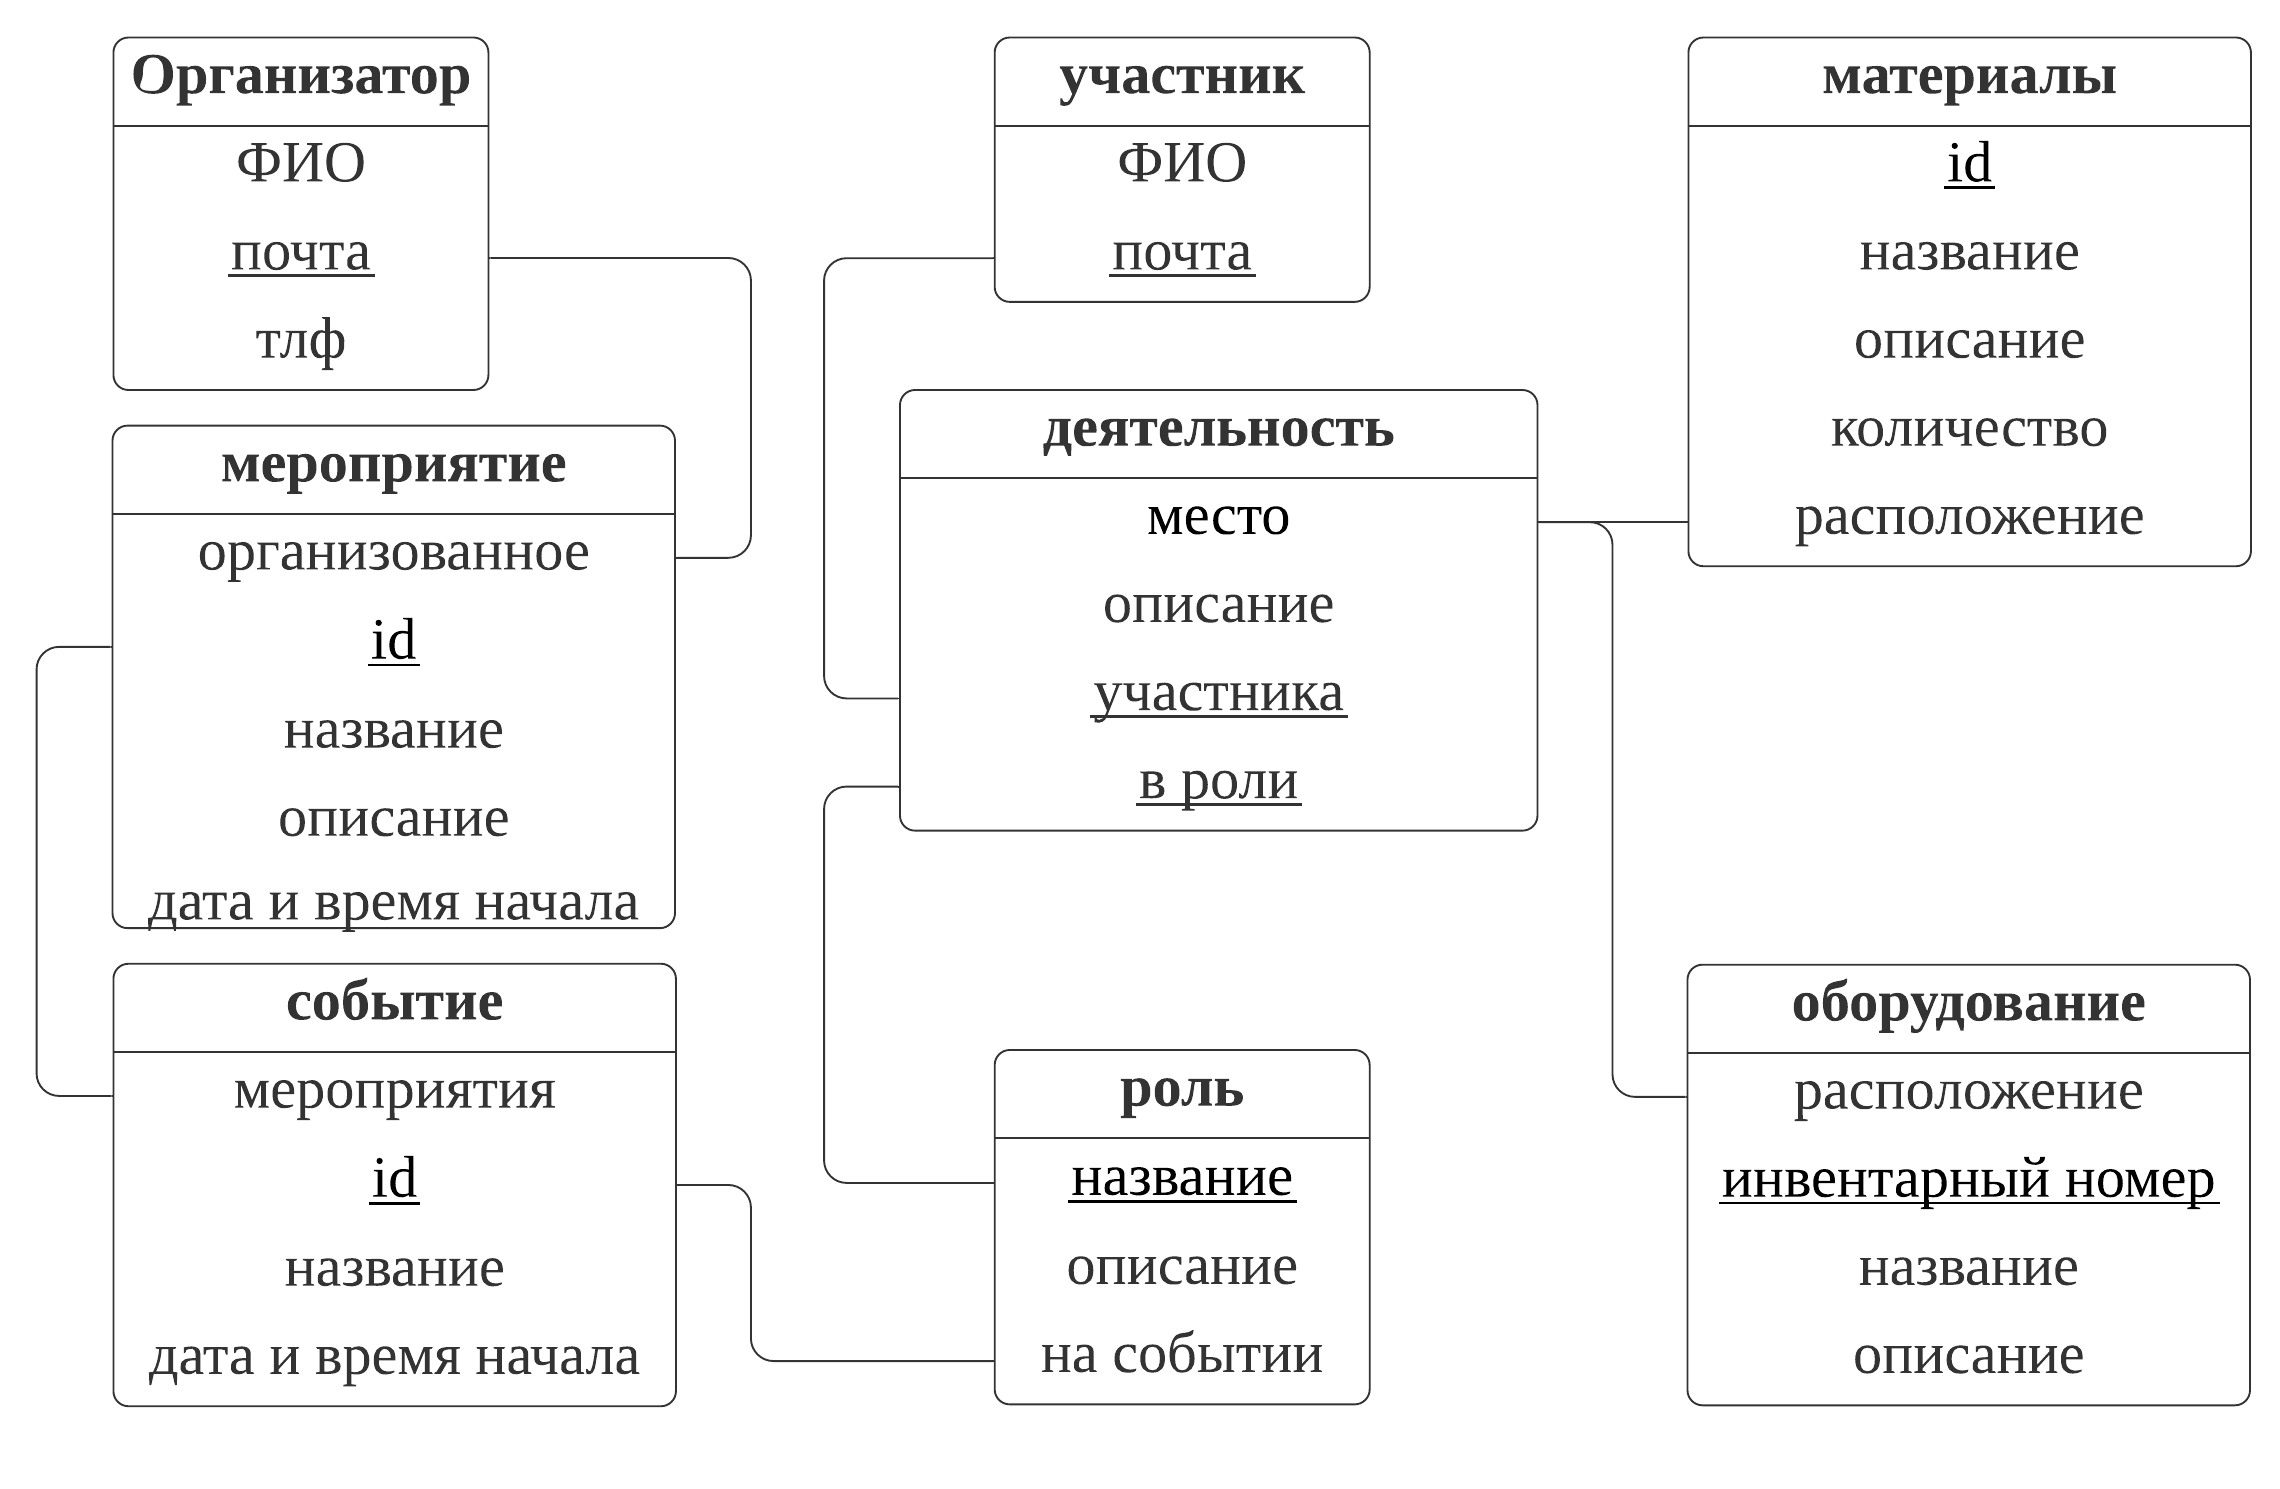 Организатор
ФИО
почта
тлф
мероприятие
организованное
id
название
описание
дата и время начала
событие
мероприятия
id
название
дата и время начала
участник
ФИО
почта
деятельность
место
описание
участника
в роли
роль
название
описание
на событии
материалы
id
название
описание
количество
расположение
оборудование
расположение
инвентарный номер
название
описание